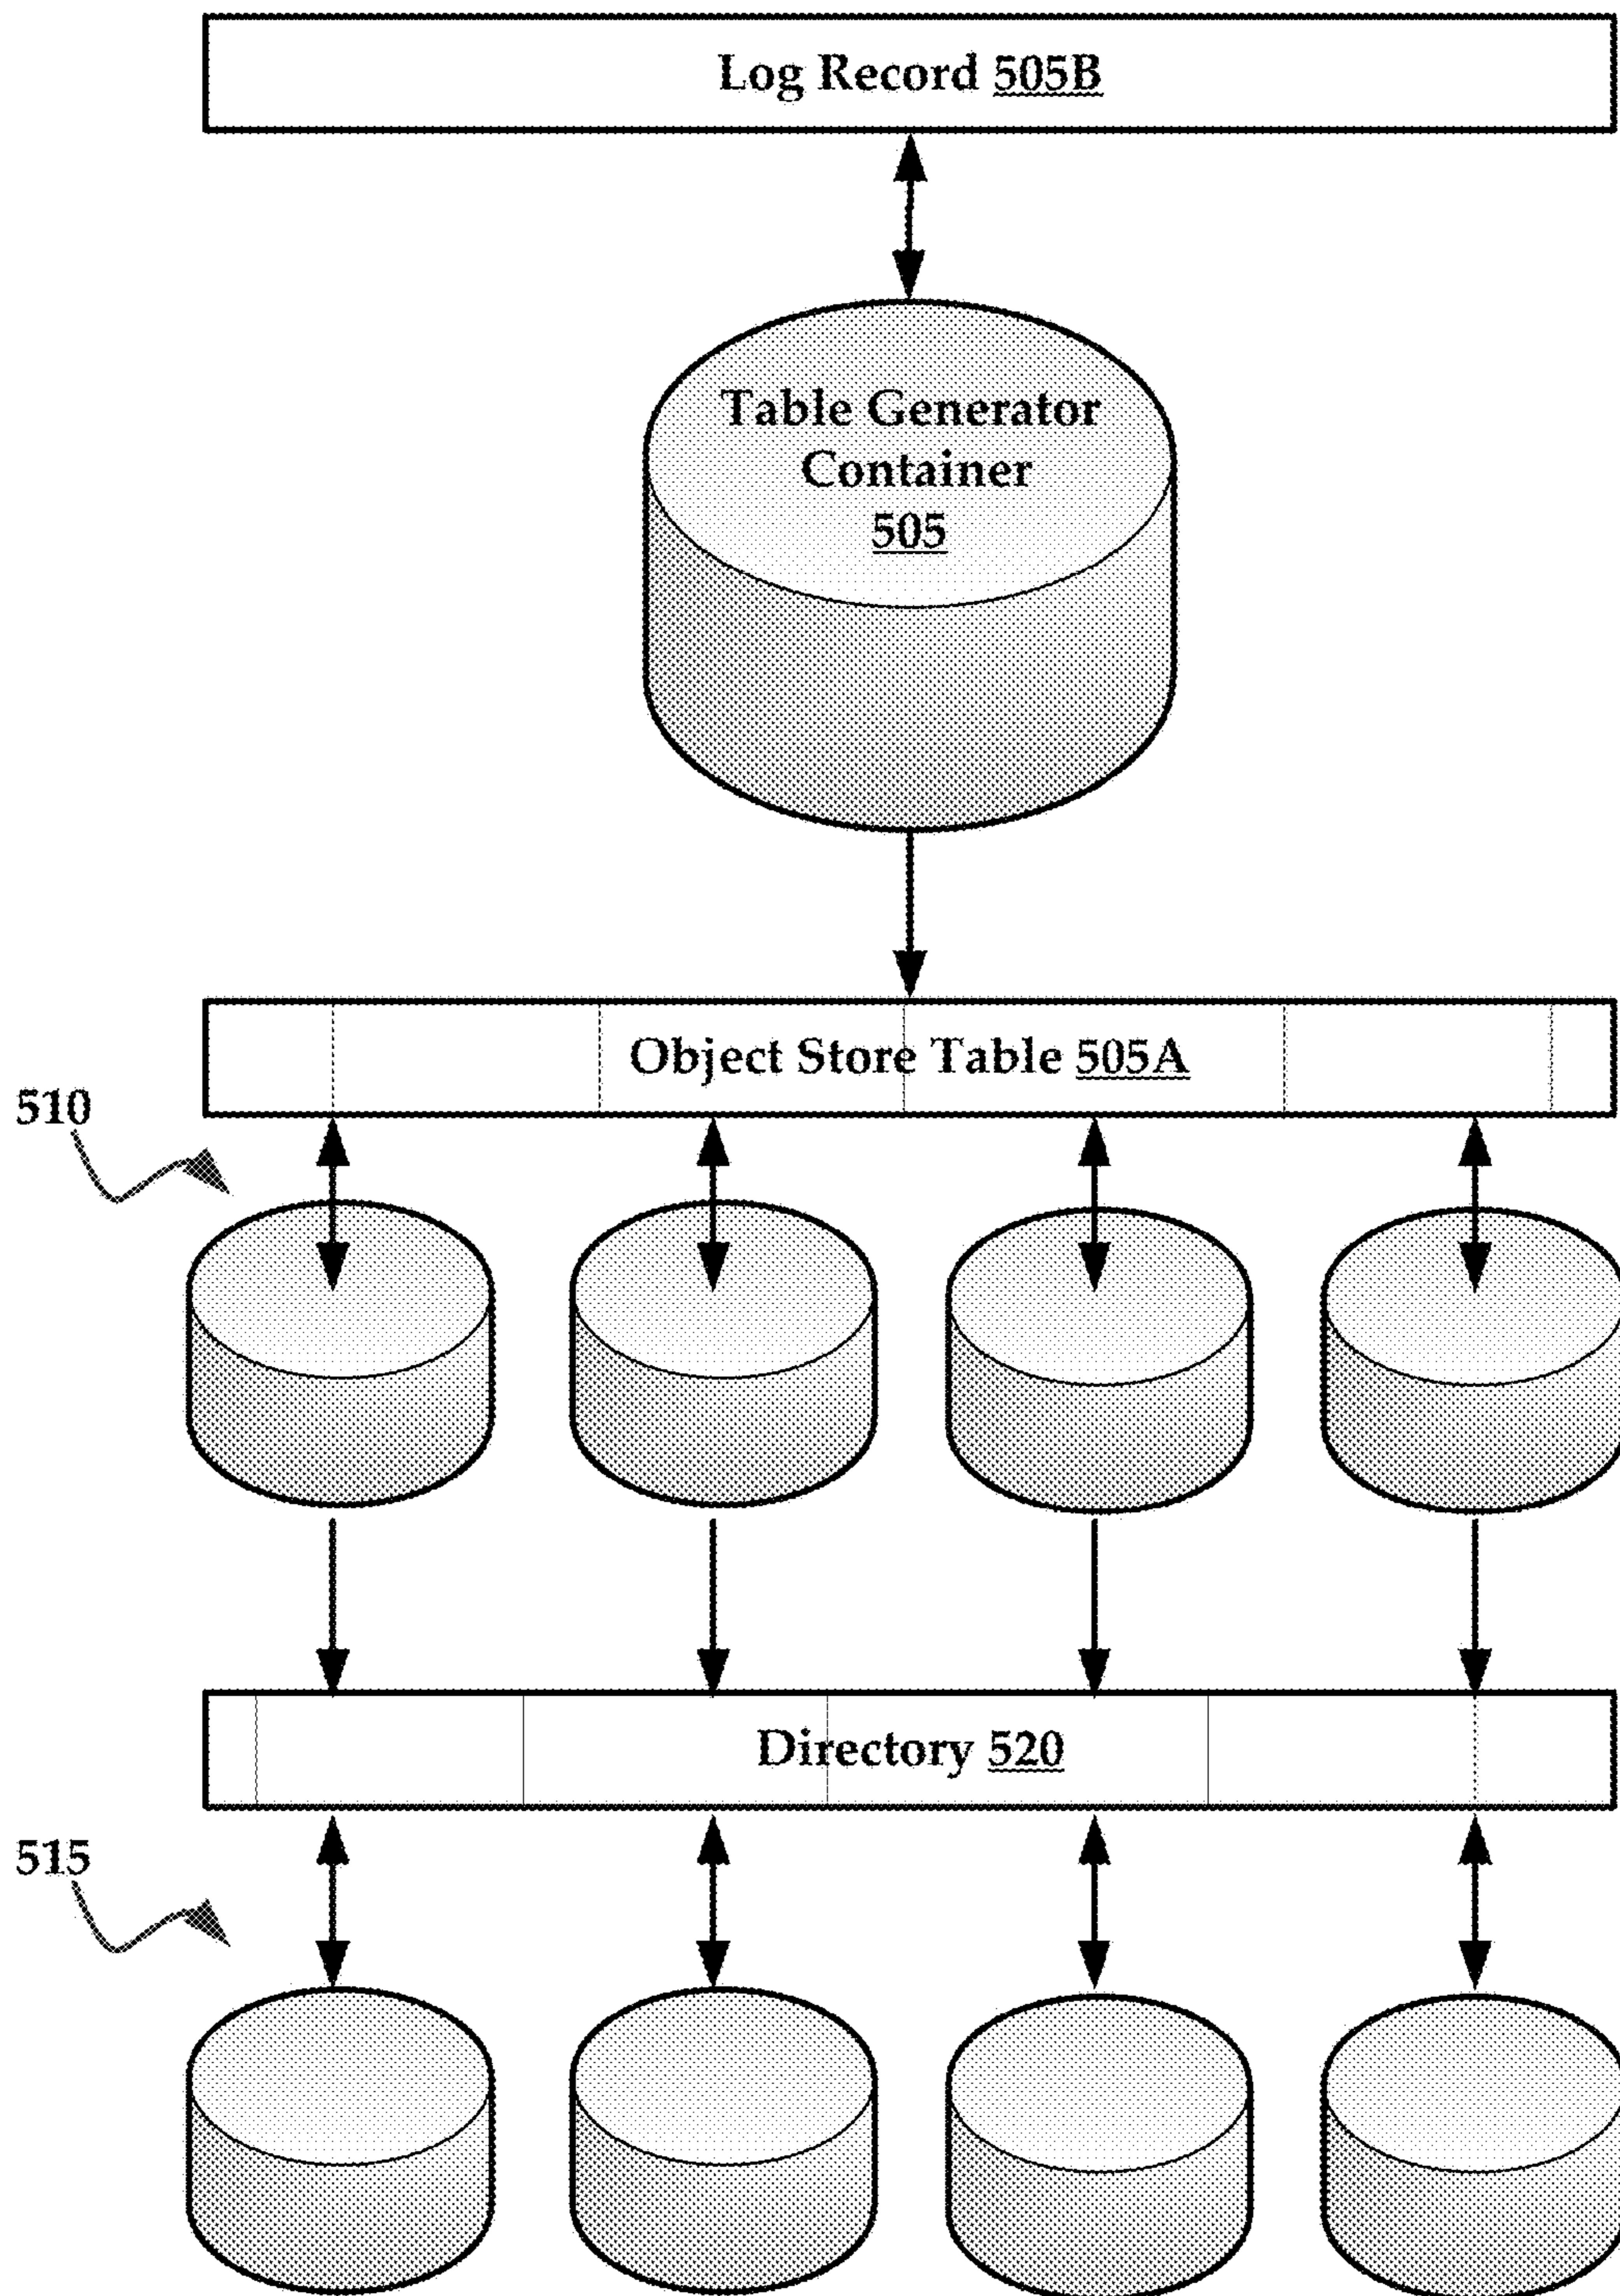 Log Record 505B
Table Generator
Container
505
Object Store Table 505A
510
Directory 520
515